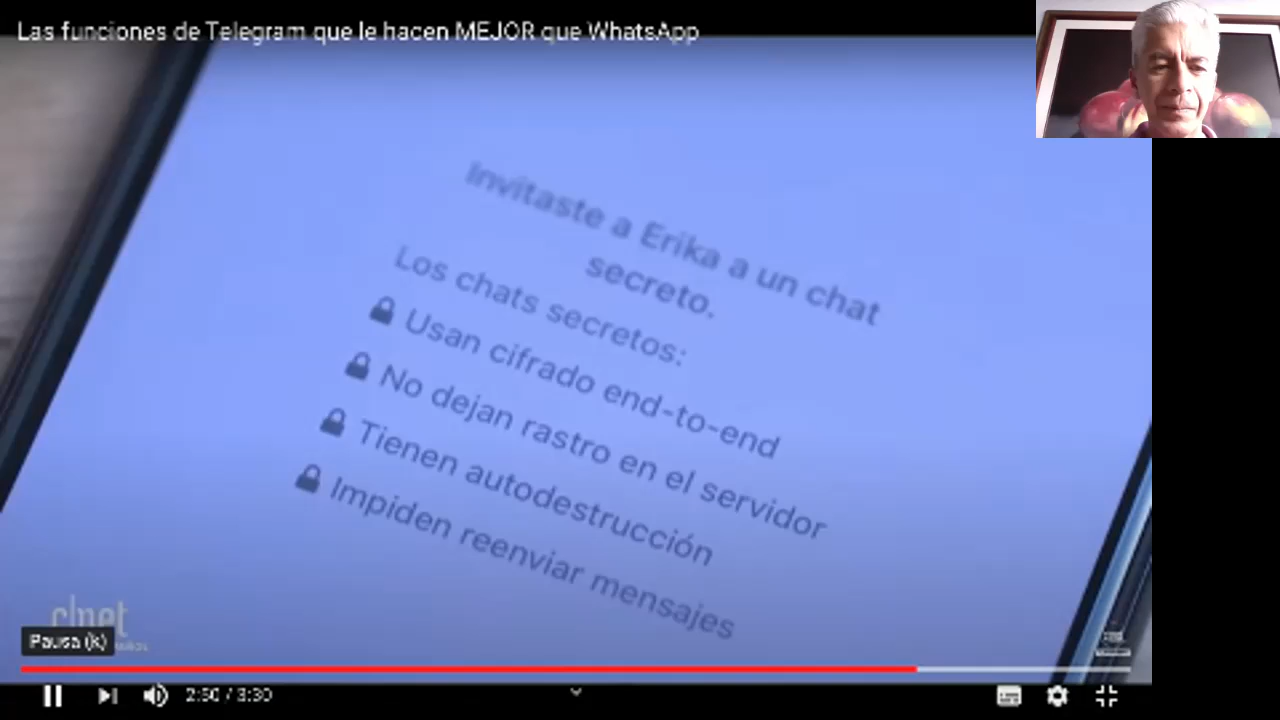 Las funciones de Telegram que le hacen MEJOR que WhatsApp
Invitaste a Erika a un chat
secreto.
Los chats secretos:
Usan cifrado end-to-end
No dejan rastro en el servidor
Tienen autodestrucción
Impiden reenviar mensajes
c|net
Pausa (k)
2:50 / 3:30